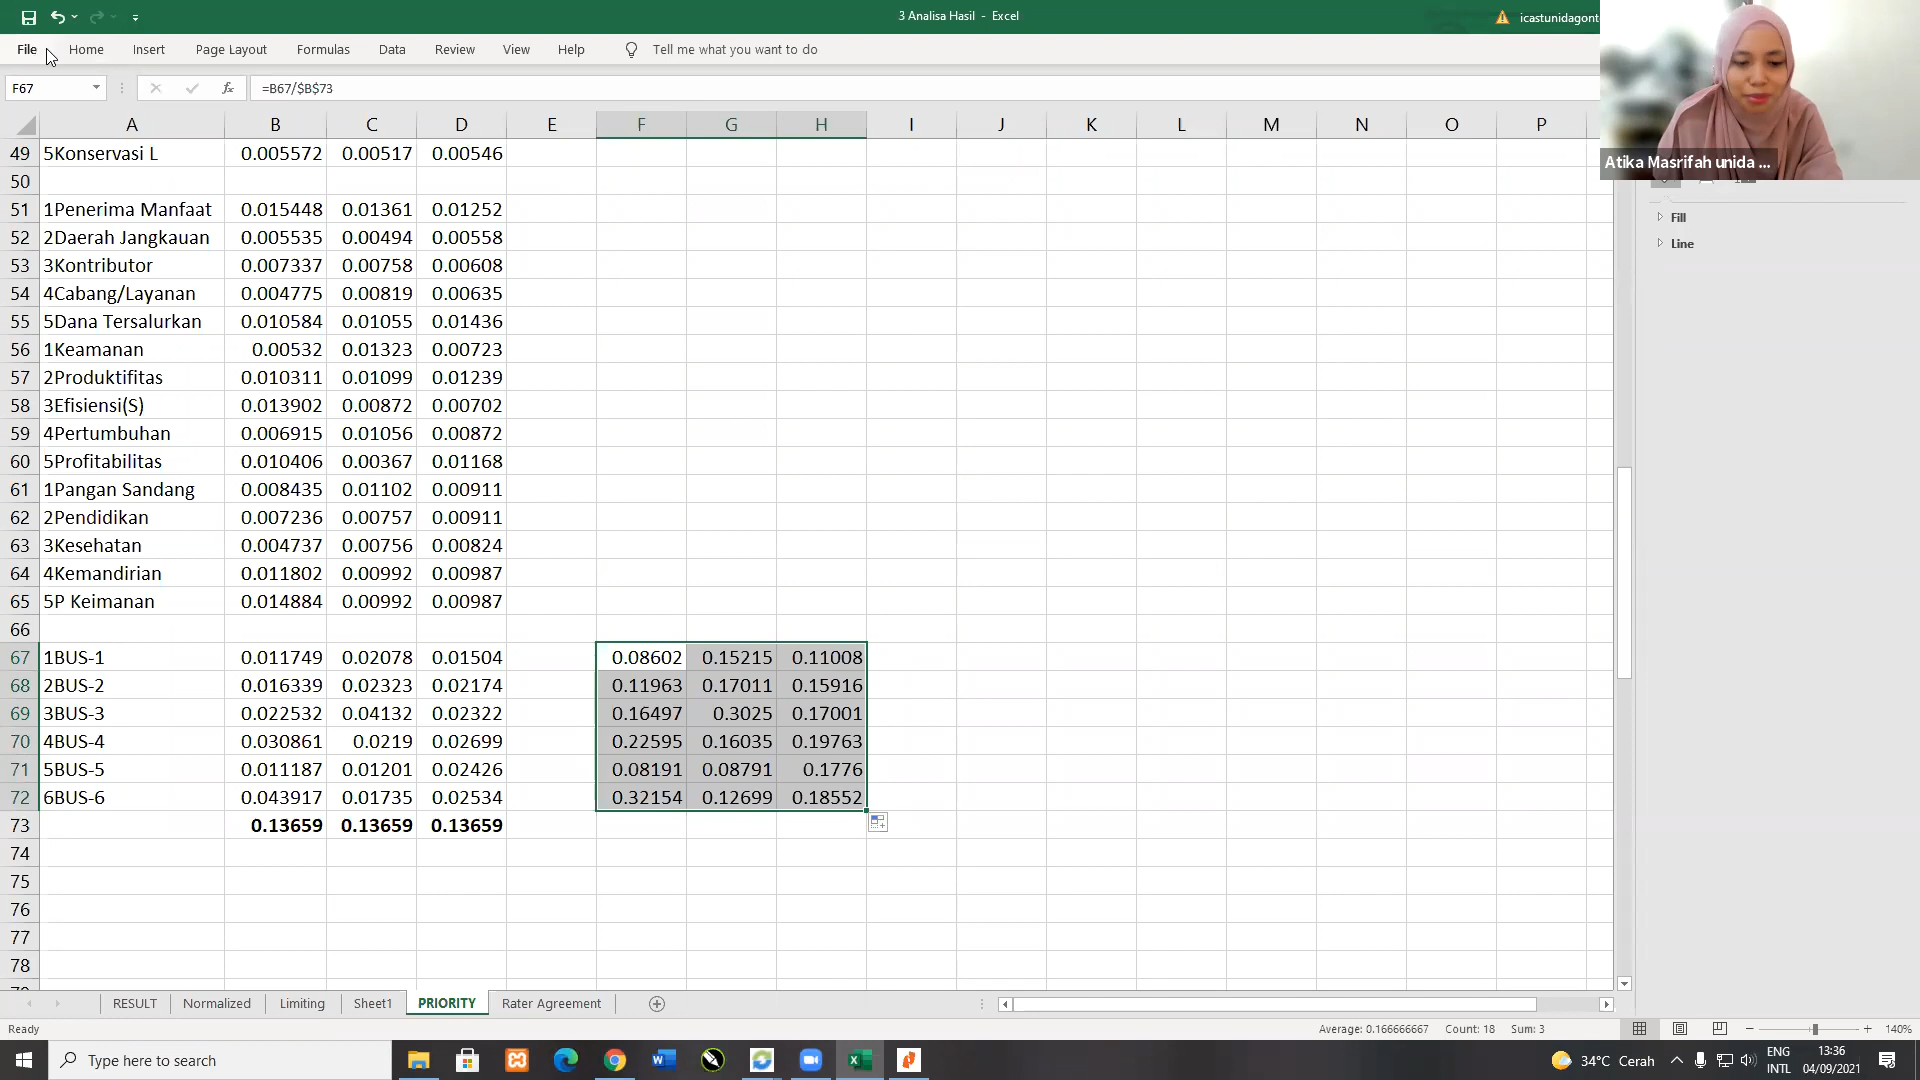 3 Analisa Hasil - Excel
icastunidagont
File Home Insert Page Layout Formulas Data Review View Help Tell me what you want to do
F67 fx =B67/$B$73
A B C D E F G H I J K L M N O P
Atika Masrifah unida ...
Fill
Line
49 5Konservasi L 0.005572 0.00517 0.00546
50
51 1Penerima Manfaat 0.015448 0.01361 0.01252
52 2Daerah Jangkauan 0.005535 0.00494 0.00558
53 3Kontributor 0.007337 0.00758 0.00608
54 4Cabang/Layanan 0.004775 0.00819 0.00635
55 5Dana Tersalurkan 0.010584 0.01055 0.01436
56 1Keamanan 0.00532 0.01323 0.00723
57 2Produktifitas 0.010311 0.01099 0.01239
58 3Efisiensi(S) 0.013902 0.00872 0.00702
59 4Pertumbuhan 0.006915 0.01056 0.00872
60 5Profitabilitas 0.010406 0.00367 0.01168
61 1Pangan Sandang 0.008435 0.01102 0.00911
62 2Pendidikan 0.007236 0.00757 0.00911
63 3Kesehatan 0.004737 0.00756 0.00824
64 4Kemandirian 0.011802 0.00992 0.00987
65 5P Keimanan 0.014884 0.00992 0.00987
66
67 1BUS-1 0.011749 0.02078 0.01504 0.08602 0.15215 0.11008
68 2BUS-2 0.016339 0.02323 0.02174 0.11963 0.17011 0.15916
69 3BUS-3 0.022532 0.04132 0.02322 0.16497 0.3025 0.17001
70 4BUS-4 0.030861 0.0219 0.02699 0.22595 0.16035 0.19763
71 5BUS-5 0.011187 0.01201 0.02426 0.08191 0.08791 0.1776
72 6BUS-6 0.043917 0.01735 0.02534 0.32154 0.12699 0.18552
73 0.13659 0.13659 0.13659
74
75
76
77
78
RESULT Normalized Limiting Sheet1 PRIORITY Rater Agreement
Ready Average: 0.166666667 Count: 18 Sum: 3 140%
Type here to search 34°C Cerah ENG 13:36
INTL 04/09/2021